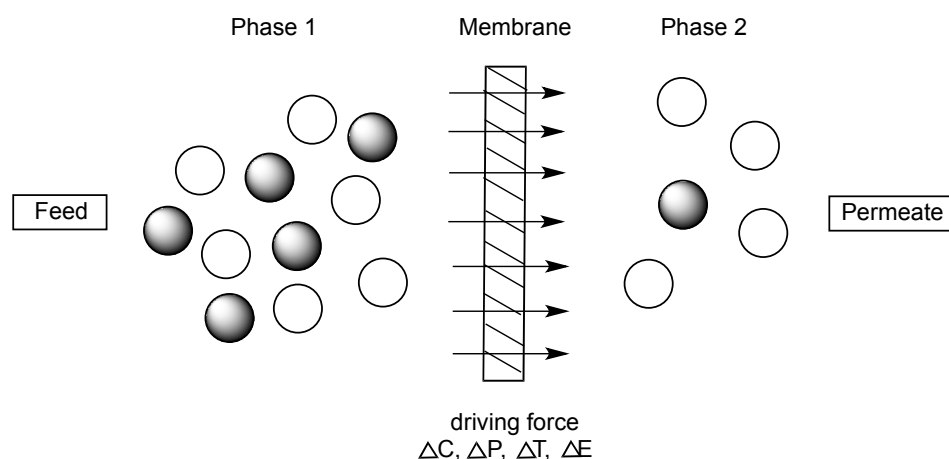 Phase 1
Membrane
Phase 2
Feed
Permeate
driving force
△C, △P, △T, △E